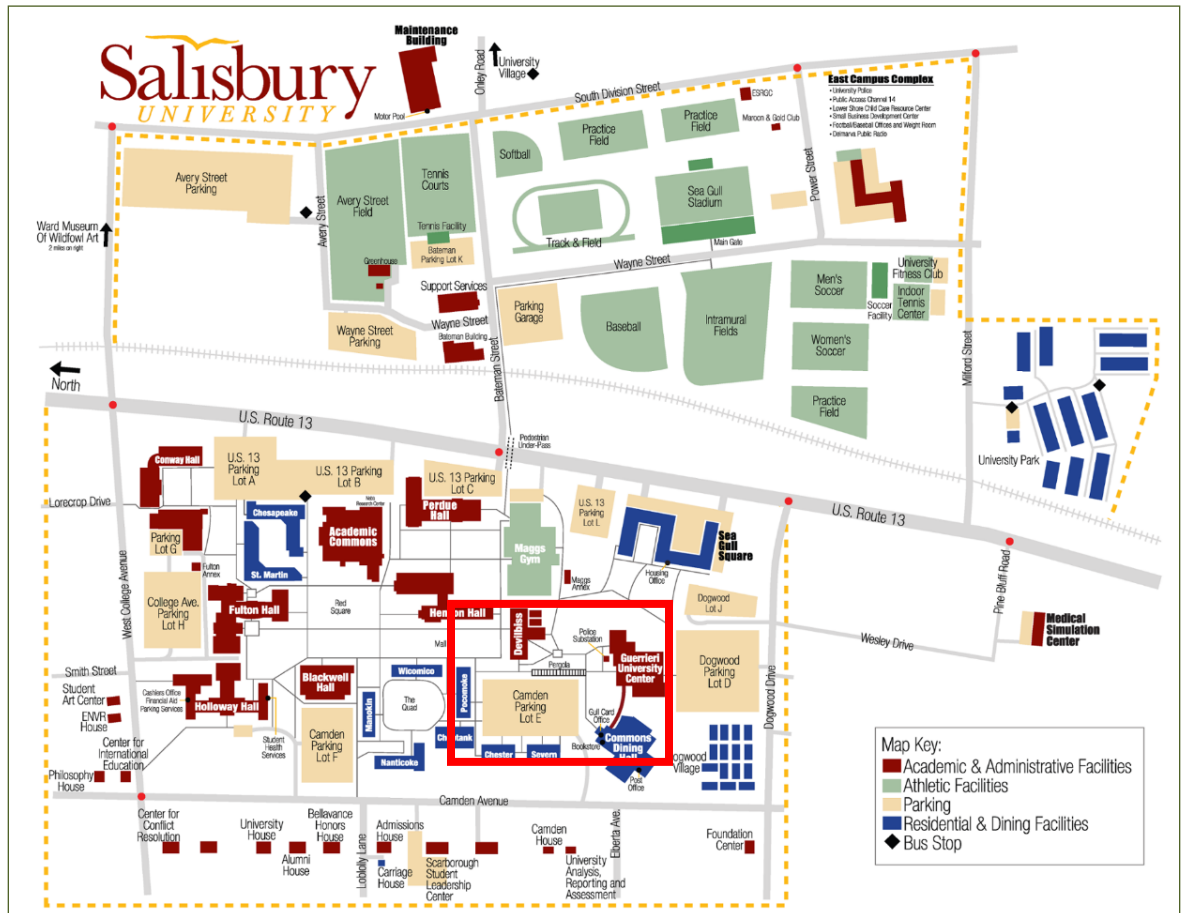 Salisbury
UNIVERSITY
Maintenance
Building
Motor Pool
Onley Road
University
Village
South Division Street
ESRGC
Maroon & Gold Club
East Campus Complex
• University Police
• Public Access Channel 14
• Lower Shore Child Care Resource Center
• Small Business Development Center
• Football/Baseball Offices and Weight Room
• Delmarva Public Radio
Power Street
Practice
Field
Practice
Field
Softball
Tennis
Courts
Avery Street
Parking
Avery Street
Avery Street
Field
Sea Gull
Stadium
Main Gate
Track & Field
Tennis Facility
Bateman
Parking Lot K
Ward Museum
Of Wildfowl Art
2 miles on right
Greenhouse
Wayne Street
Support Services
Wayne Street
Bateman Building
Wayne Street
Parking
Parking
Garage
Bateman Street
Baseball
Intramural
Fields
Men's
Soccer
Soccer
Facility
University
Fitness Club
Indoor
Tennis
Center
Women's
Soccer
Practice
Field
Milford Street
North
U.S. Route 13
Pedestrian
Under-Pass
University Park
Conway Hall
U.S. 13
Parking
Lot A
U.S. 13 Parking
Lot B
U.S. 13 Parking
Lot C
Lorecrop Drive
Chesapeake
Academic
Commons
Perdue
Hall
U.S. 13
Parking
Lot L
U.S. Route 13
Parking
Lot G
St. Martin
Maggs
Gym
Sea
Gull
Square
Housing
Office
Fulton
Annex
Maggs
Annex
West College Avenue
College Ave.
Parking
Lot H
Fulton Hall
Red
Square
Henson Hall
Dogwood
Lot J
Pine Bluff Road
Medical
Simulation
Center
Wesley Drive
Devilbiss
Police
Substation
Mall
Guerrieri
University
Center
Pergola
Dogwood
Parking
Lot D
Dogwood Drive
Smith Street
Student
Art Center
Cashiers Office
Financial Aid
Parking Services
Holloway Hall
Blackwell
Hall
Wicomico
Pocomoke
The
Quad
Manokin
Camden
Parking
Lot E
Gull Card
Office
Bookstore
Commons
Dining
Hall
ENVR
House
Student
Health
Services
Camden
Parking
Lot F
Chester
Severn
Nanticoke
Post
Office
Village
Center for
International
Education
Philosophy
House
Camden Avenue
Center for
Conflict
Resolution
University
House
Alumni
House
Bellavance
Honors
House
Loblolly Lane
Admissions
House
Carriage
House
Scarborough
Student
Leadership
Center
Camden
House
University
Analysis,
Reporting and
Assessment
Elberta Ave.
Foundation
Center
Map Key:
Academic & Administrative Facilities
Athletic Facilities
Parking
Residential & Dining Facilities
Bus Stop